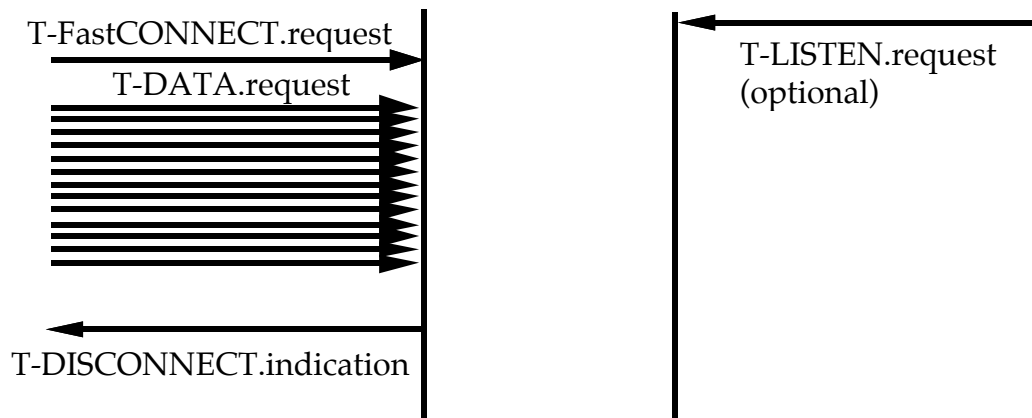 T-FastCONNECT.request
T-DATA.request
T-LISTEN.request
(optional)
T-DISCONNECT.indication